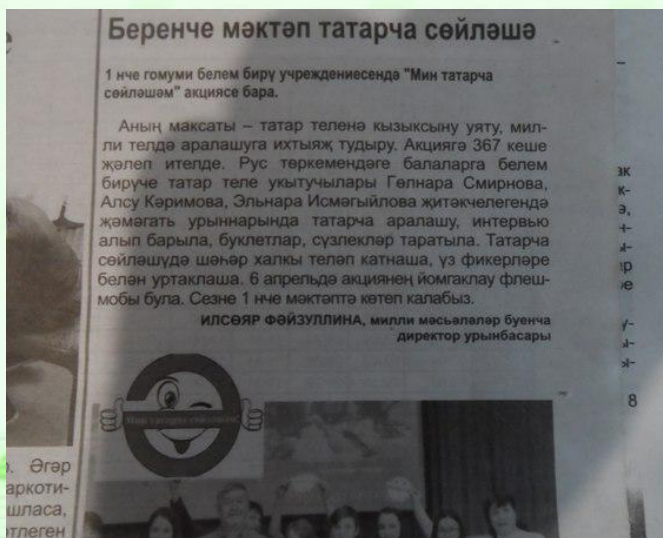 Беренче мәктәп татарча сөйләшә
1 нче гомуми белем бирү учреждениесендә "Мин татарча
сөйләшәм" акциясе бара.
Аның максаты – татар теленә кызыксыну уяту, мил-
ли телдә аралашуга ихтыяҗ тудыру. Акциягә 367 кеше
җәлеп ителде. Рус төркемендәге балаларга белем
бирүче татар теле укытучылары Гөлнара Смирнова,
Алсу Кәримова, Эльнара Исмәгыйлова җитәкчелегендә
җәмәгать урыннарында татарча аралашу, интервью
алып барыла, буклетлар, сүзлекләр таратыла. Татарча
сөйләшүдә шәһәр халкы теләп катнаша, үз фикерләре
белән уртаклаша. 6 апрельдә акциянең йомгаклау флеш-
мобы була. Сезне 1 нче мәктәптә көтеп калабыз.
ИЛСӨЯР ФӘЙЗУЛЛИНА, милли мәсьәләләр буенча
директор урынбасары
Мин татарча сөйләшәм!
Әгәр
аркоти-
шласа,
тлеген
8